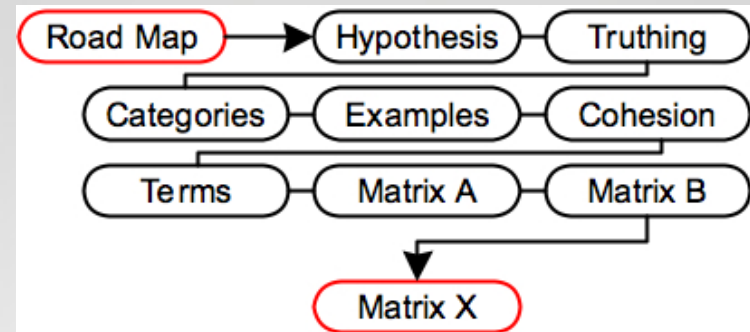 Road Map Hypothesis Truthing
Categories Examples Cohesion
Terms Matrix A Matrix B
Matrix X